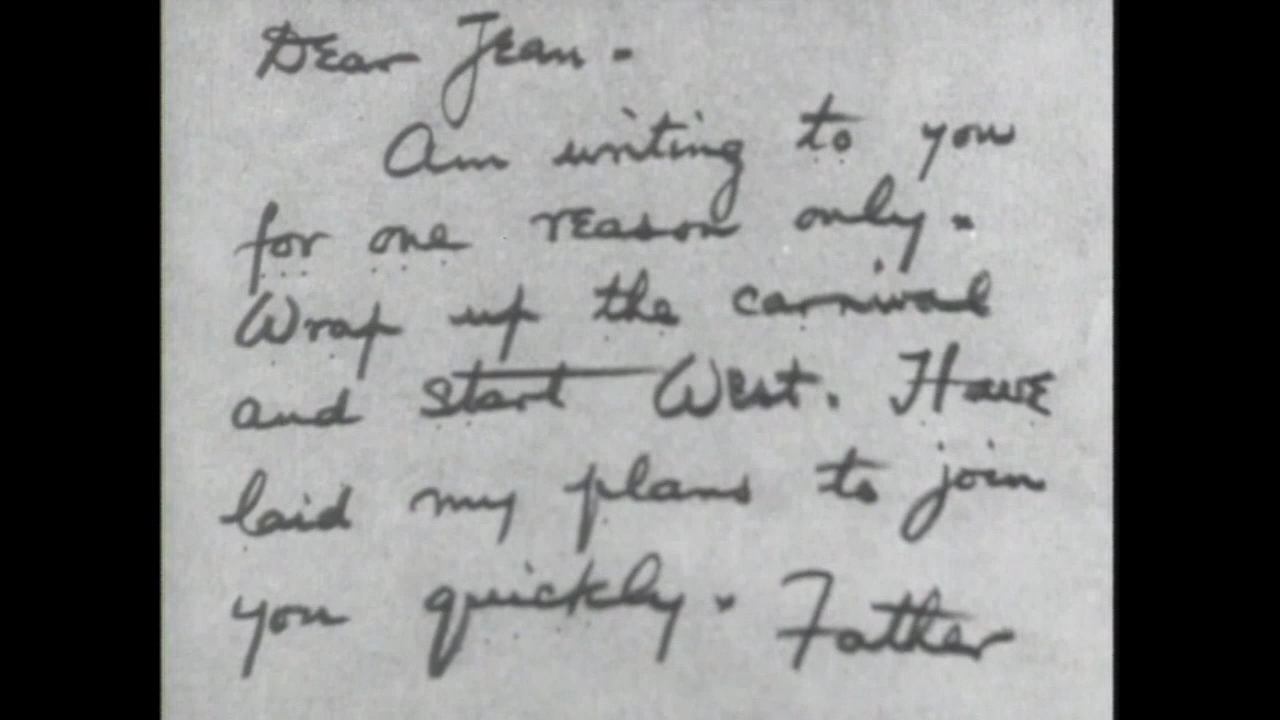 Dear Jean -
Am writing to you
for one reason only.
Wrap up the carnival
and start West. Have
laid my plans to join
you quickly. Father